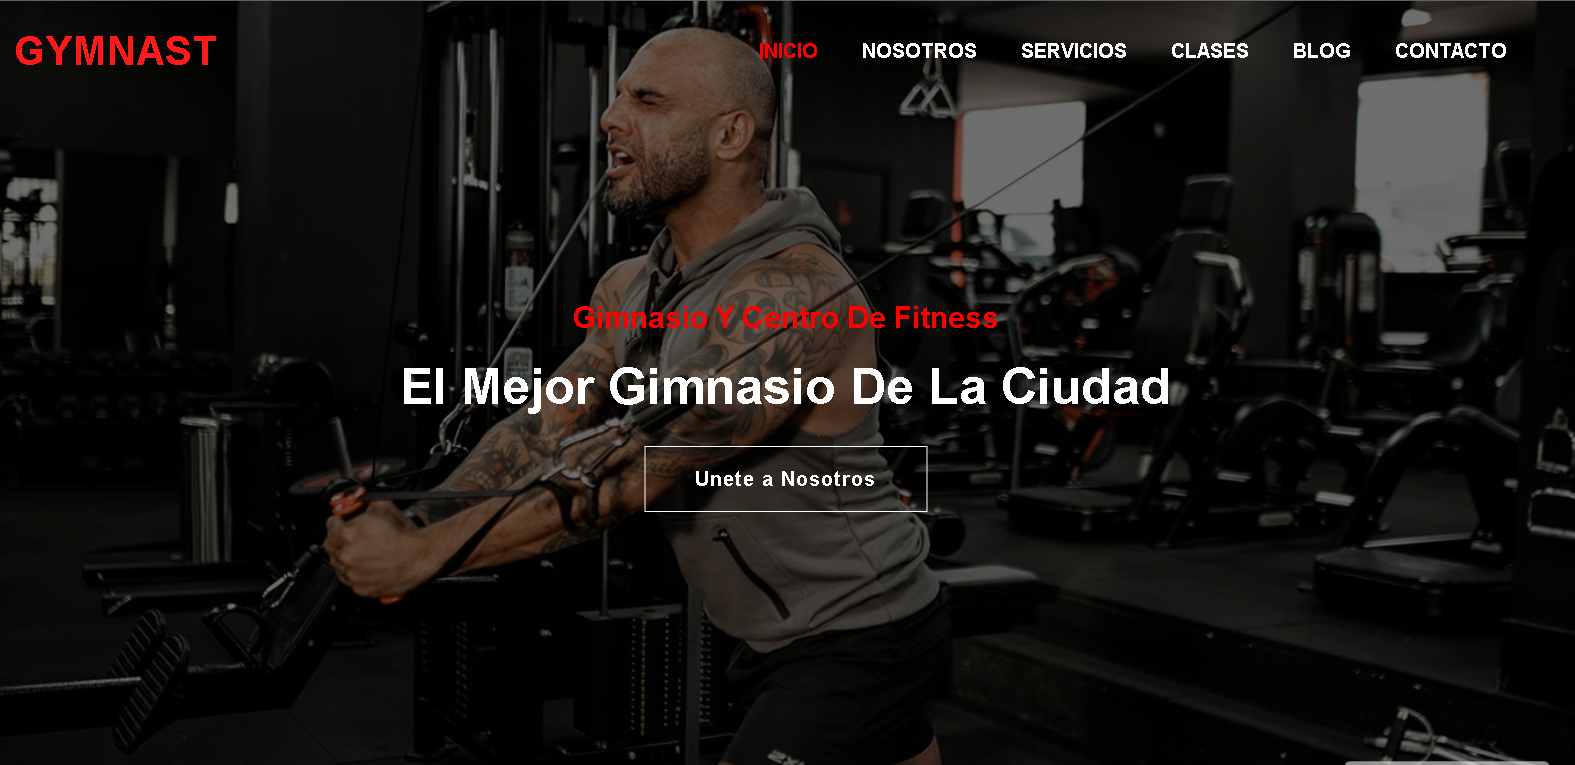 GYMNAST
INICIO NOSOTROS SERVICIOS CLASES BLOG CONTACTO
Gimnasio Y Centro De Fitness
El Mejor Gimnasio De La Ciudad
Unete a Nosotros